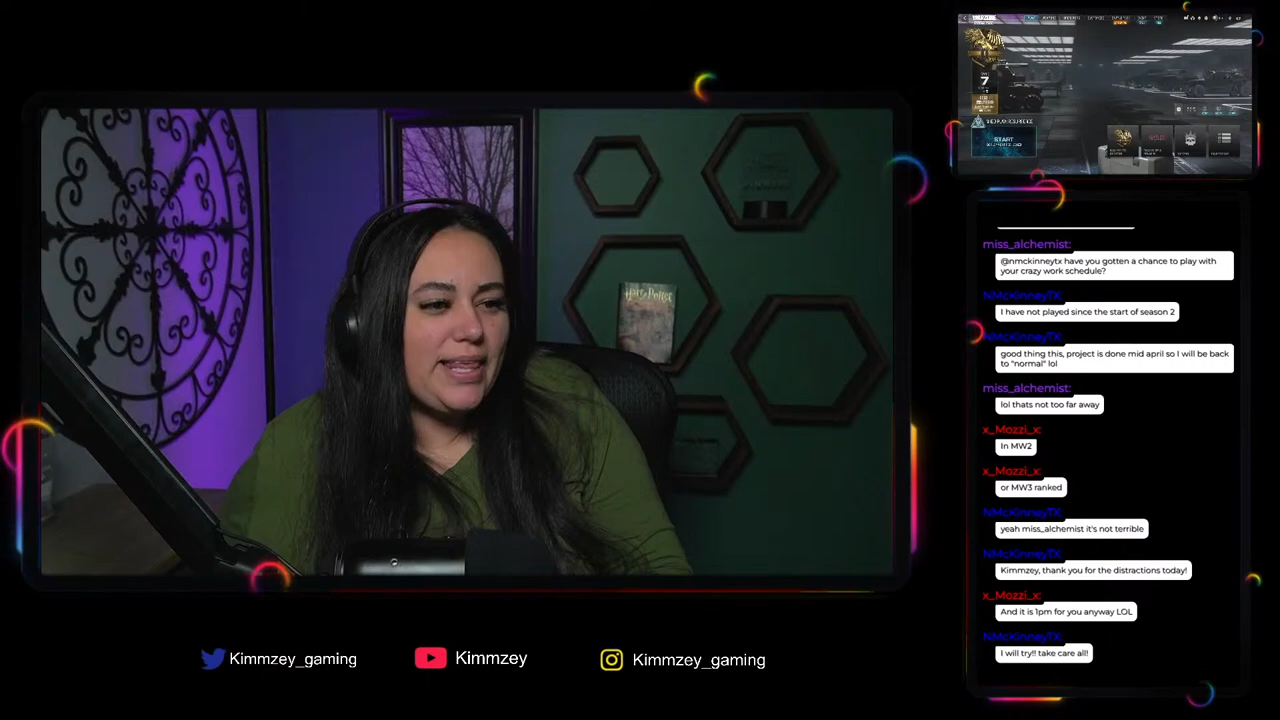 7
START
Harry Potter
miss_alchemist:
@nmckinneytx have you gotten a chance to play with
your crazy work schedule?
NMcKinneyTX:
I have not played since the start of season 2
NMcKinneyTX:
good thing this, project is done mid april so I will be back
to "normal" lol
miss_alchemist:
lol thats not too far away
x_Mozzi_x:
In MW2
x_Mozzi_x:
or MW3 ranked
NMcKinneyTX:
yeah miss_alchemist it's not terrible
NMcKinneyTX:
Kimmzey, thank you for the distractions today!
x_Mozzi_x:
And it is 1pm for you anyway LOL
NMcKinneyTX:
I will try!! take care all!
Kimmzey_gaming
Kimmzey
Kimmzey_gaming